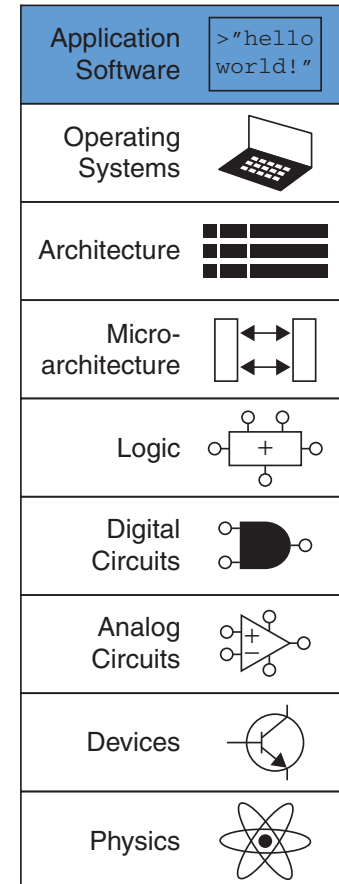 Application
Software
>"hello
world!"
Operating
Systems
Architecture
Micro-
architecture
Logic
+
Digital
Circuits
Analog
Circuits
+
−
Devices
Physics